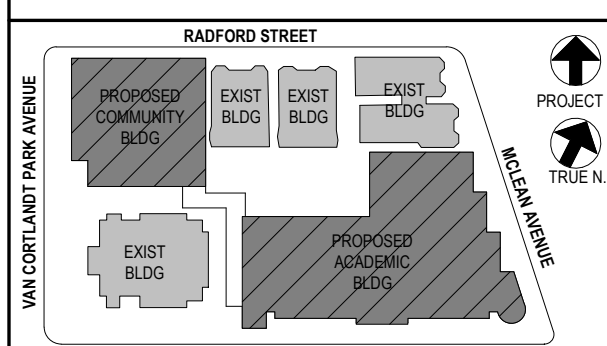 RADFORD STREET
VAN CORTLANDT PARK AVENUE
PROPOSED
COMMUNITY
BLDG
EXIST
BLDG
EXIST
BLDG
EXIST
BLDG
PROJECT
TRUE N.
MCLEAN AVENUE
EXIST
BLDG
PROPOSED
ACADEMIC
BLDG